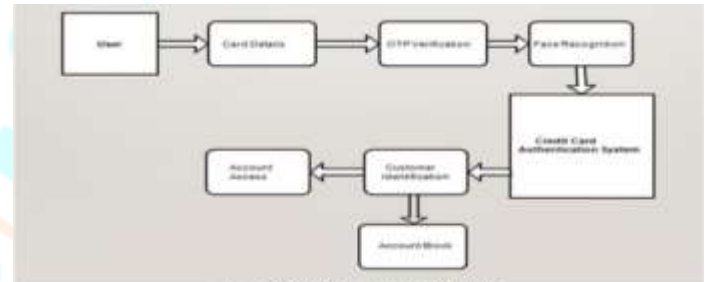 User
Card Details
OTP Verification
Face Recognition
Credit Card
Authentication System
Customer
Identification
Account
Access
Account Block